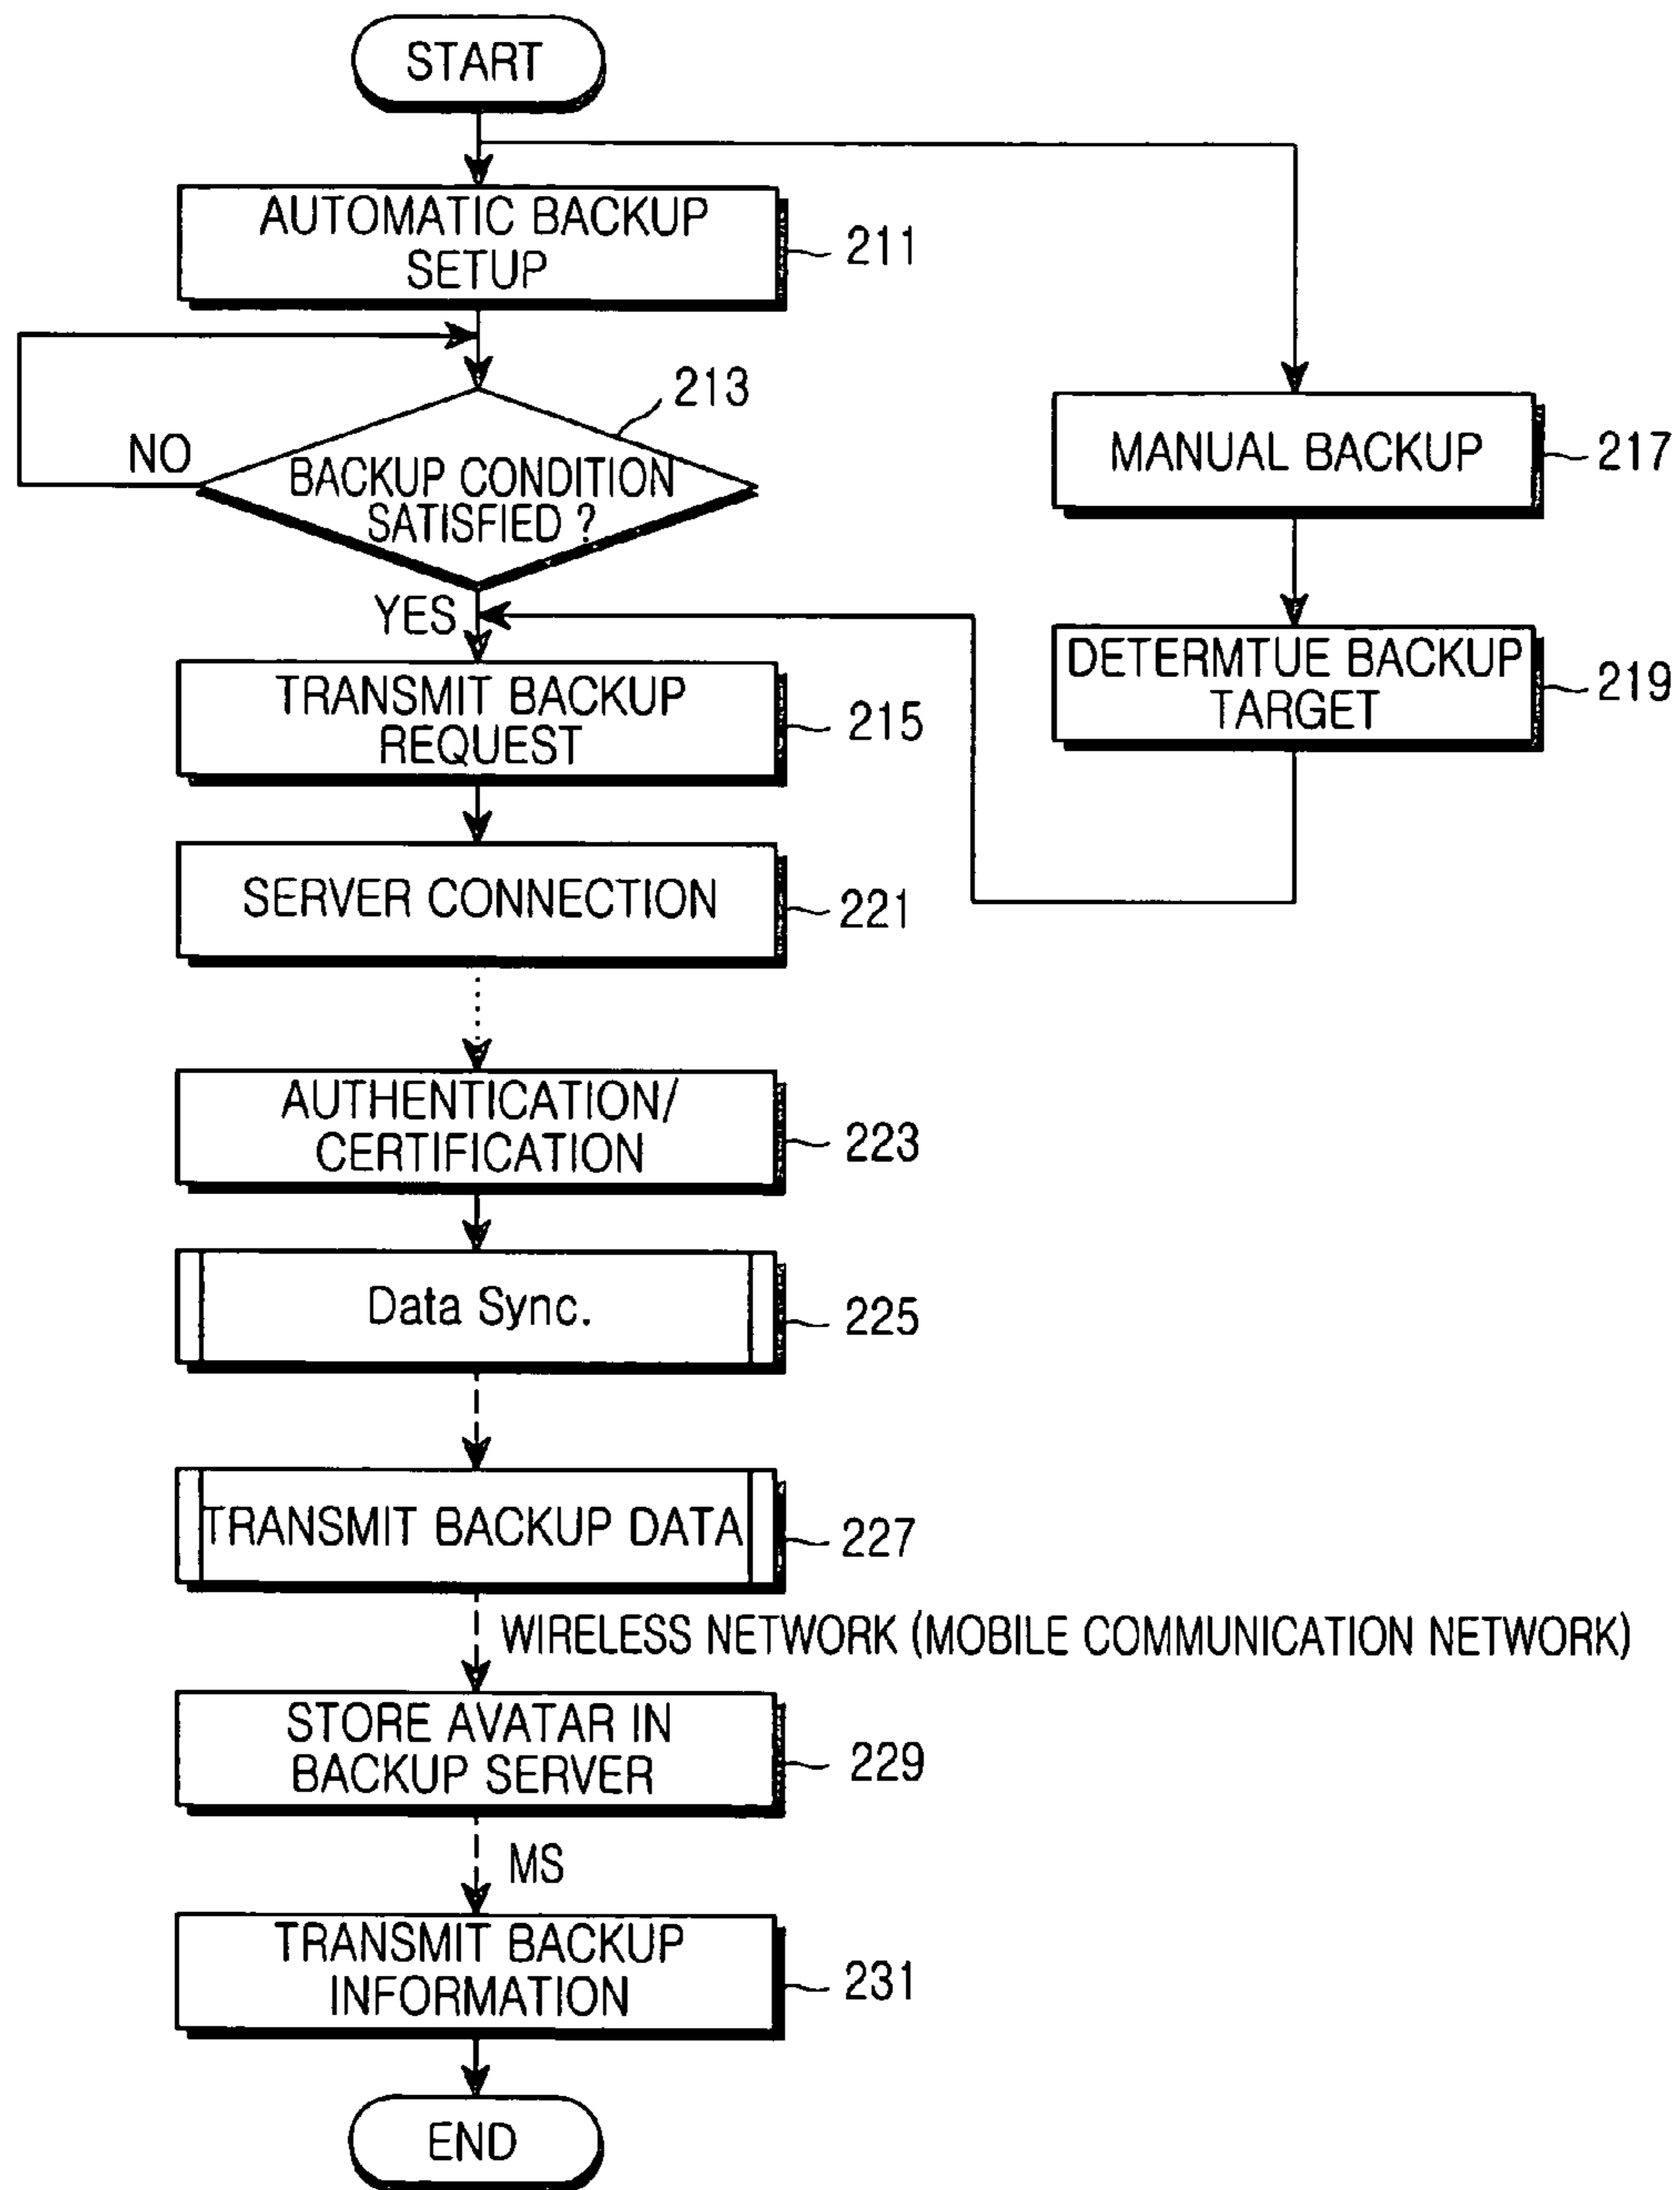 START
AUTOMATIC BACKUP
SETUP
211
213
NO
BACKUP CONDITION
SATISFIED ?
YES
MANUAL BACKUP
217
DETERMTUE BACKUP
TARGET
219
TRANSMIT BACKUP
REQUEST
215
SERVER CONNECTION
221
AUTHENTICATION/
CERTIFICATION
223
Data Sync.
225
TRANSMIT BACKUP DATA
227
WIRELESS NETWORK (MOBILE COMMUNICATION NETWORK)
STORE AVATAR IN
BACKUP SERVER
229
MS
TRANSMIT BACKUP
INFORMATION
231
END